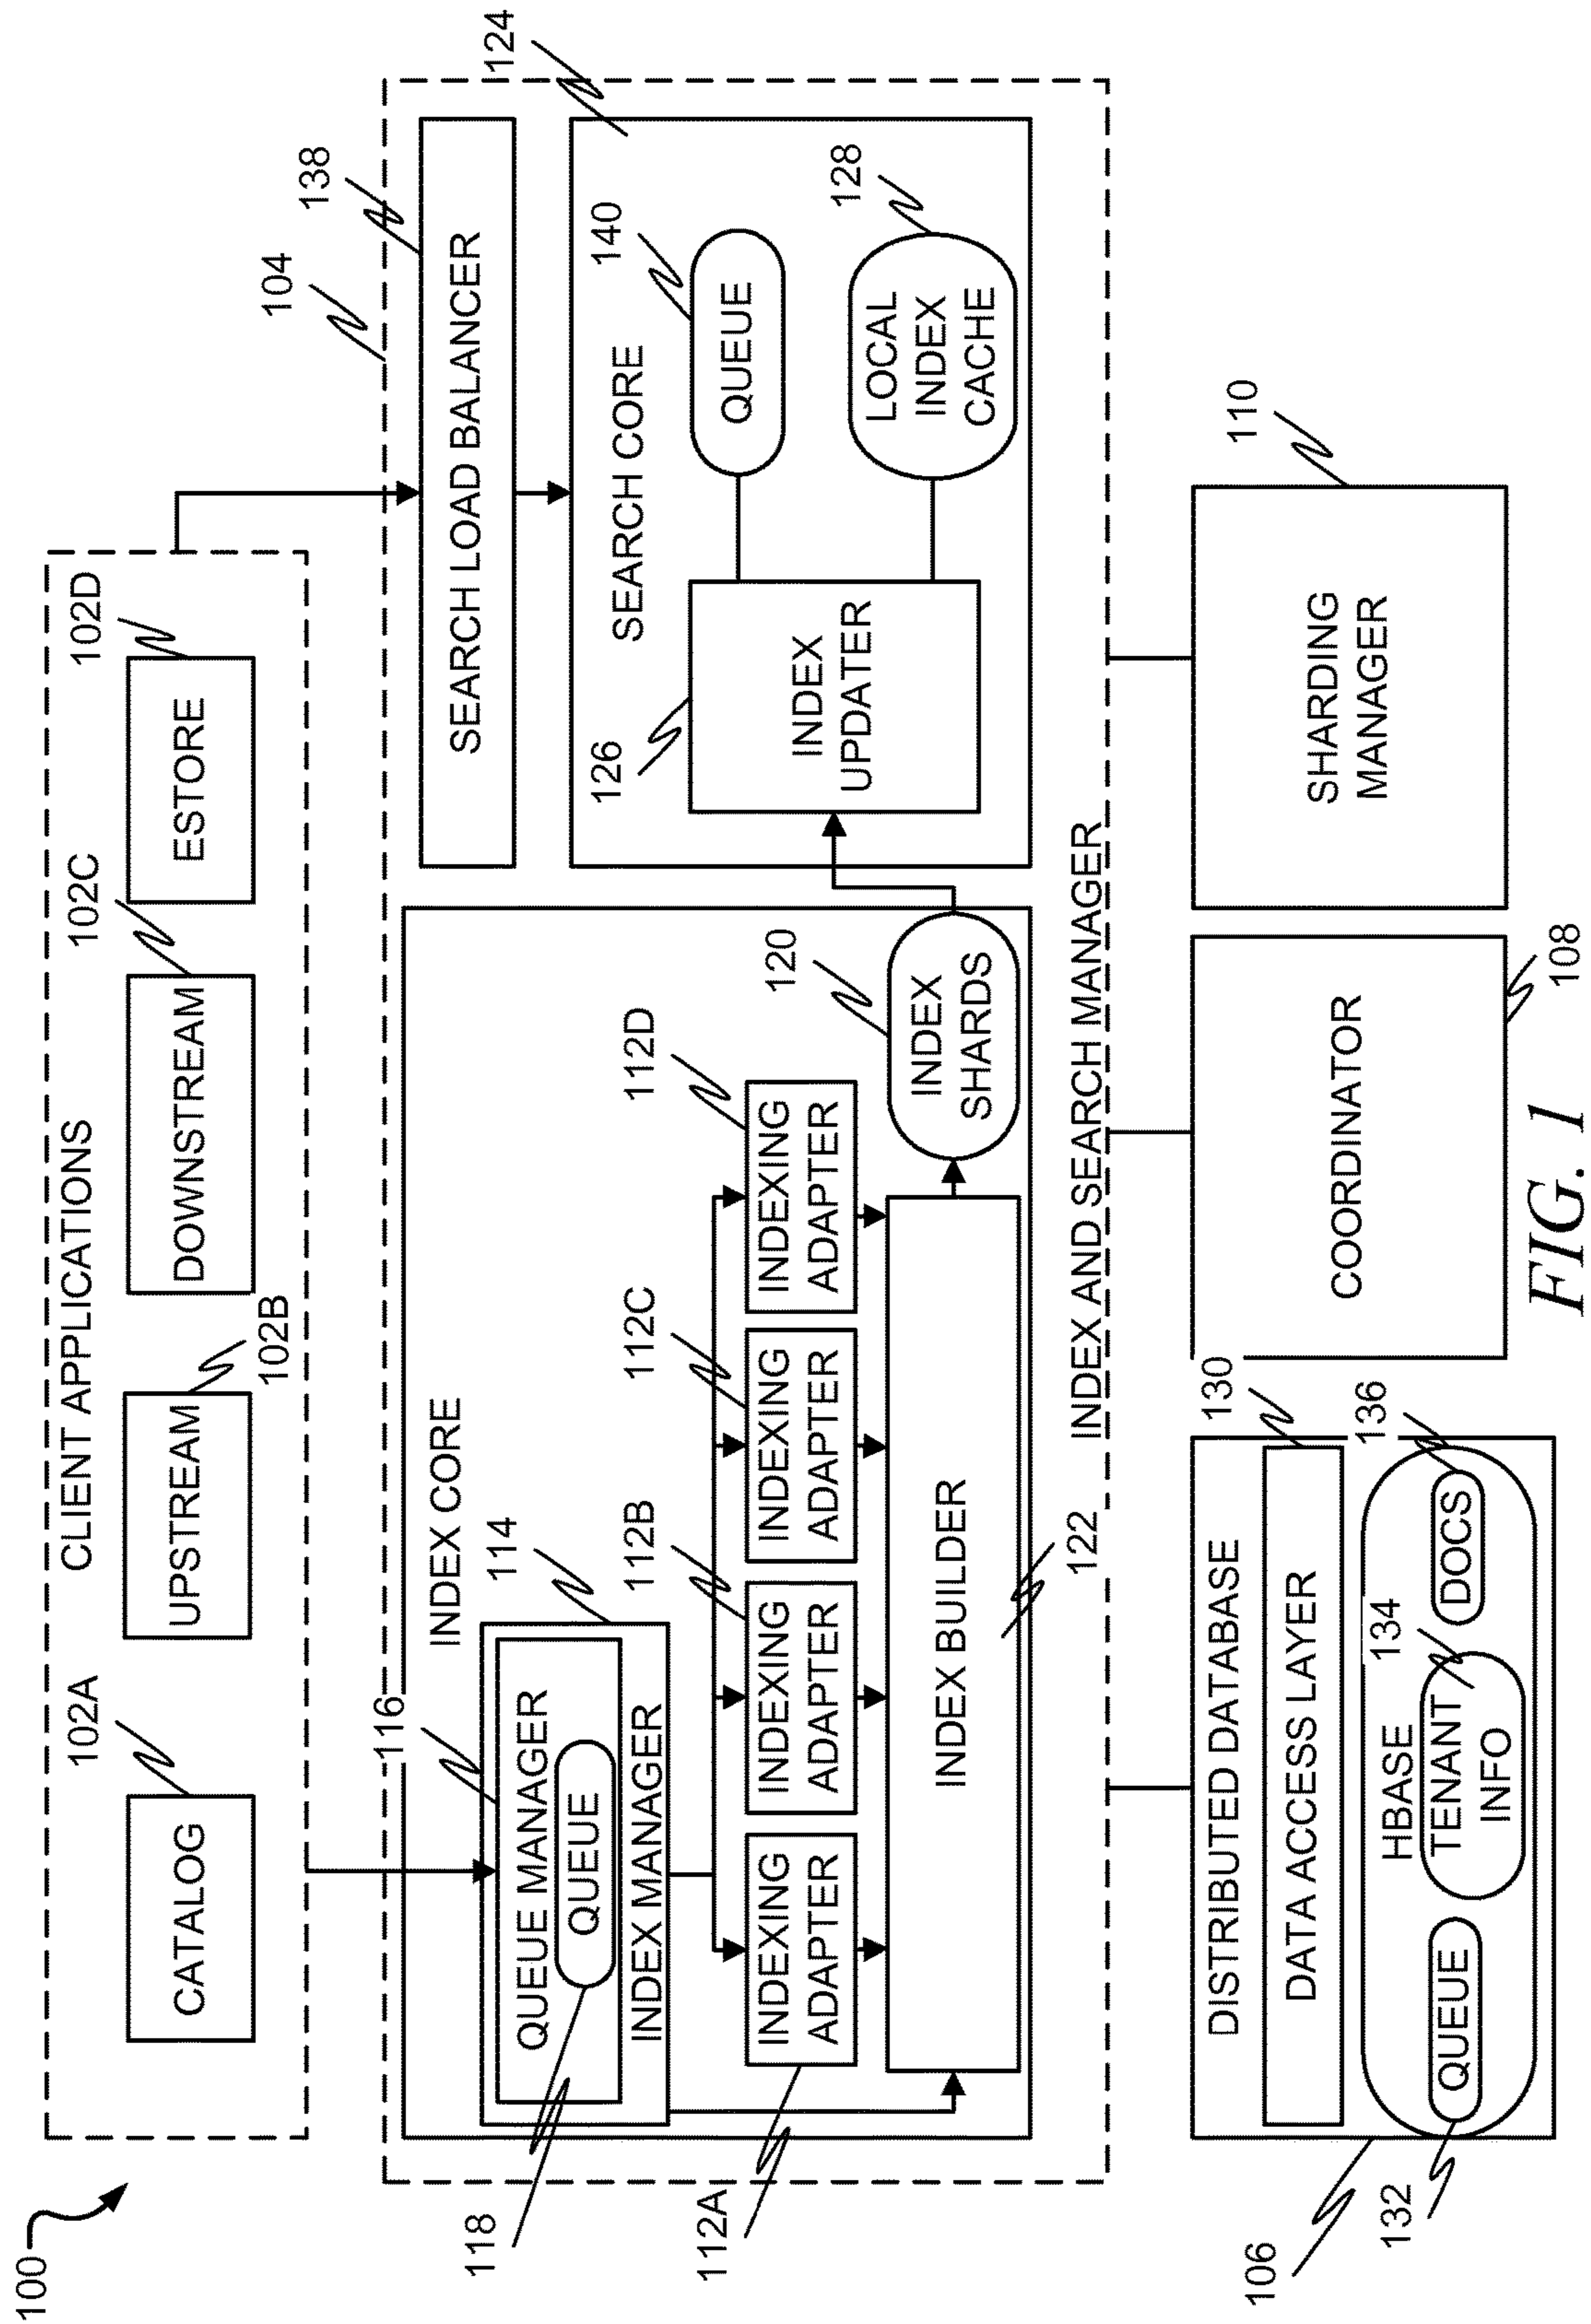 100
CLIENT APPLICATIONS
102A
102B
102C
102D
CATALOG
UPSTREAM
DOWNSTREAM
ESTORE
104
138
124
SEARCH LOAD BALANCER
INDEX CORE
116
114
QUEUE MANAGER
QUEUE
INDEX MANAGER
118
112A
112B
112C
112D
INDEXING
ADAPTER
INDEXING
ADAPTER
INDEXING
ADAPTER
INDEXING
ADAPTER
INDEX BUILDER
122
120
INDEX
SHARDS
SEARCH CORE
126
INDEX
UPDATER
140
QUEUE
128
LOCAL
INDEX
CACHE
INDEX AND SEARCH MANAGER
106
DISTRIBUTED DATABASE
130
DATA ACCESS LAYER
HBASE
132
QUEUE
134
TENANT
INFO
136
DOCS
COORDINATOR
108
110
SHARDING
MANAGER
FIG. 1